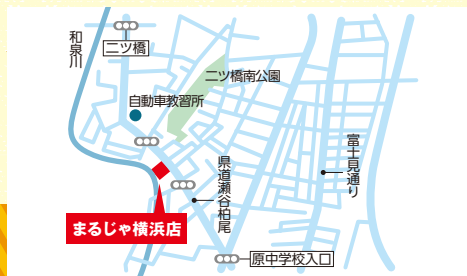 和泉川
二ツ橋
二ツ橋南公園
自動車教習所
富士見通り
県道瀬谷柏尾
まるじゃ横浜店
原中学校入口